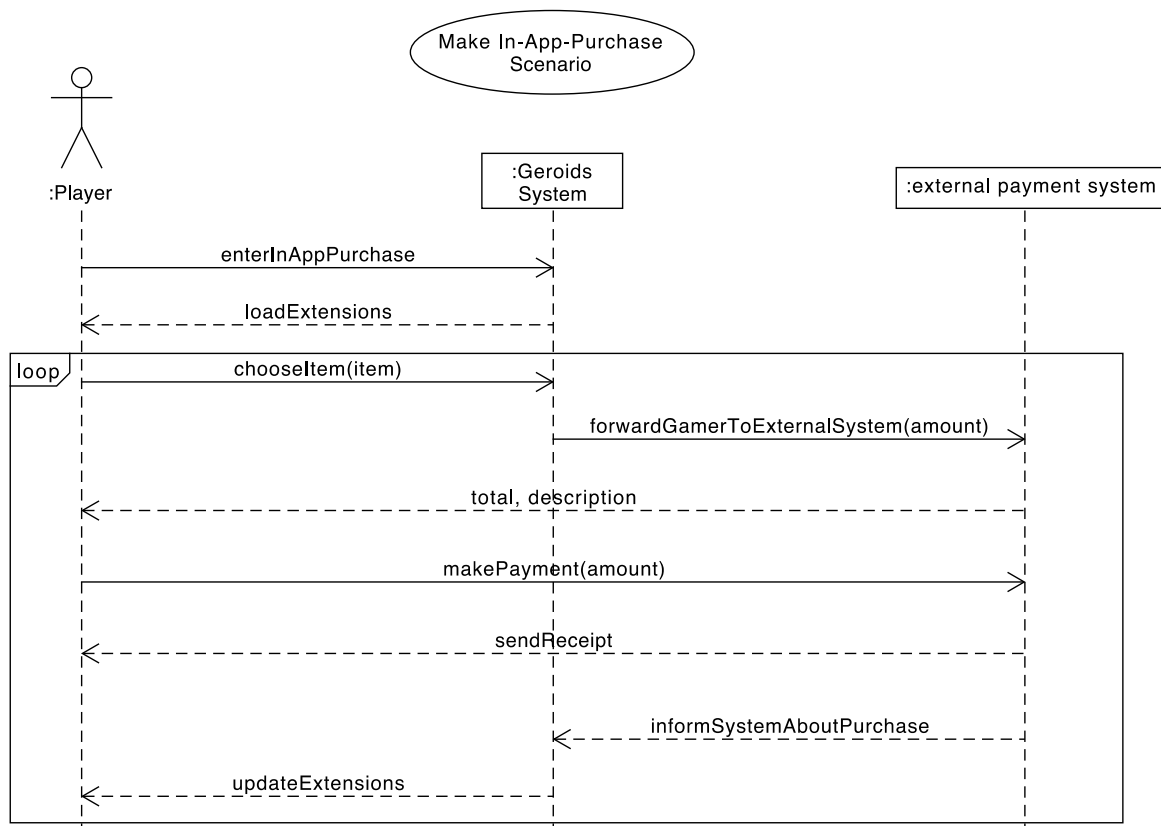 Make In-App-Purchase
Scenario
:Player
:Geroids
System
:external payment system
enterInAppPurchase
loadExtensions
loop
chooseItem(item)
forwardGamerToExternalSystem(amount)
total, description
makePayment(amount)
sendReceipt
informSystemAboutPurchase
updateExtensions